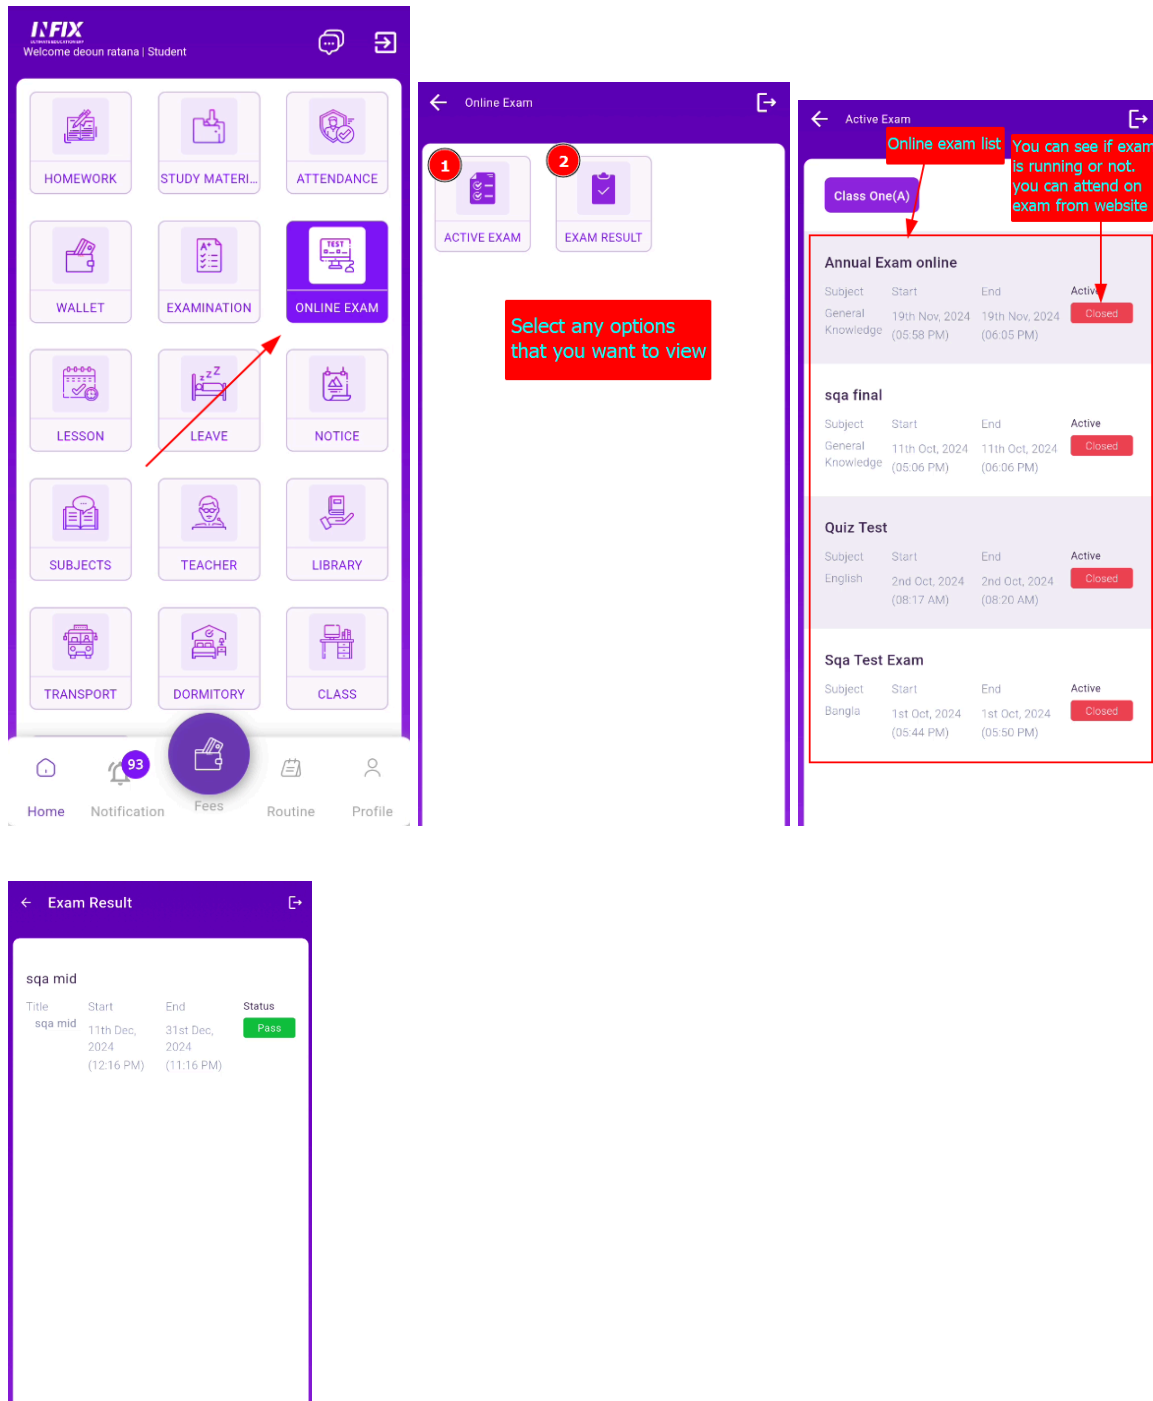 INFIX
Welcome deoun ratana | Student
HOMEWORK
STUDY MATERI...
ATTENDANCE
A+
TEST
WALLET
EXAMINATION
ONLINE EXAM
zzZ
LESSON
LEAVE
NOTICE
SUBJECTS
TEACHER
LIBRARY
TRANSPORT
DORMITORY
CLASS
93
Home
Notification
Fees
Routine
Profile
Online Exam
1
2
ACTIVE EXAM
EXAM RESULT
Select any options
that you want to view
Active Exam
Online exam list
You can see if exam
is running or not.
you can attend on
exam from website
Class One(A)
Annual Exam online
Subject Start End Active
General
Knowledge
19th Nov, 2024
(05:58 PM)
19th Nov, 2024
(06:05 PM)
Closed
sqa final
Subject Start End Active
General
Knowledge
11th Oct, 2024
(05:06 PM)
11th Oct, 2024
(06:06 PM)
Closed
Quiz Test
Subject Start End Active
English
2nd Oct, 2024
(08:17 AM)
2nd Oct, 2024
(08:20 AM)
Closed
Sqa Test Exam
Subject Start End Active
Bangla
1st Oct, 2024
(05:44 PM)
1st Oct, 2024
(05:50 PM)
Closed
Exam Result
sqa mid
Title Start End Status
sqa mid
11th Dec,
2024
(12:16 PM)
31st Dec,
2024
(11:16 PM)
Pass